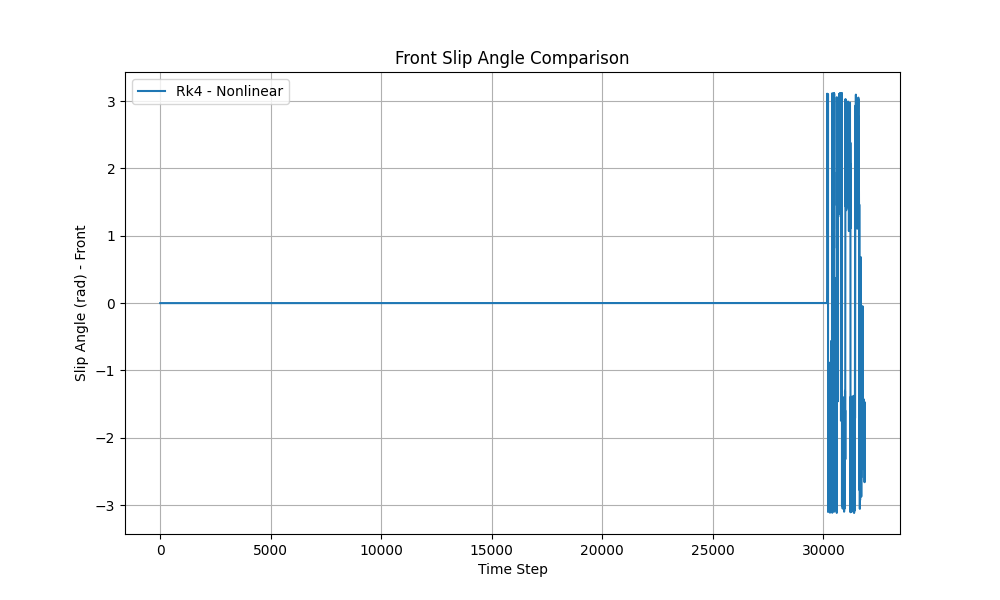 Front Slip Angle Comparison
Rk4 - Nonlinear
Slip Angle (rad) - Front
3
2
1
0
−1
−2
−3
0 5000 10000 15000 20000 25000 30000
Time Step